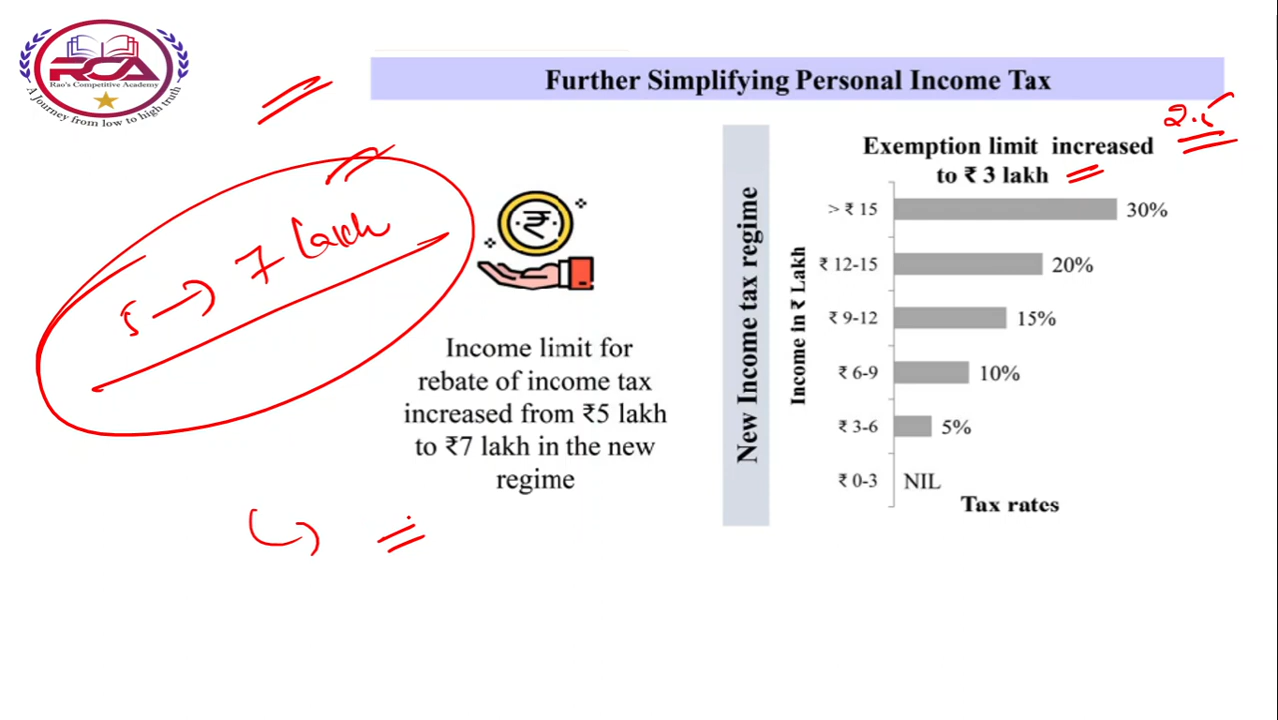 RCA
Rao's Competitive Academy
A Journey from low to high truth
Further Simplifying Personal Income Tax
2.5
5 → 7 lakh
Income limit for
rebate of income tax
increased from ₹5 lakh
to ₹7 lakh in the new
regime
New Income tax regime
Exemption limit increased
to ₹ 3 lakh
Income in ₹ Lakh
> ₹ 15 30%
₹ 12-15 20%
₹ 9-12 15%
₹ 6-9 10%
₹ 3-6 5%
₹ 0-3 NIL
Tax rates